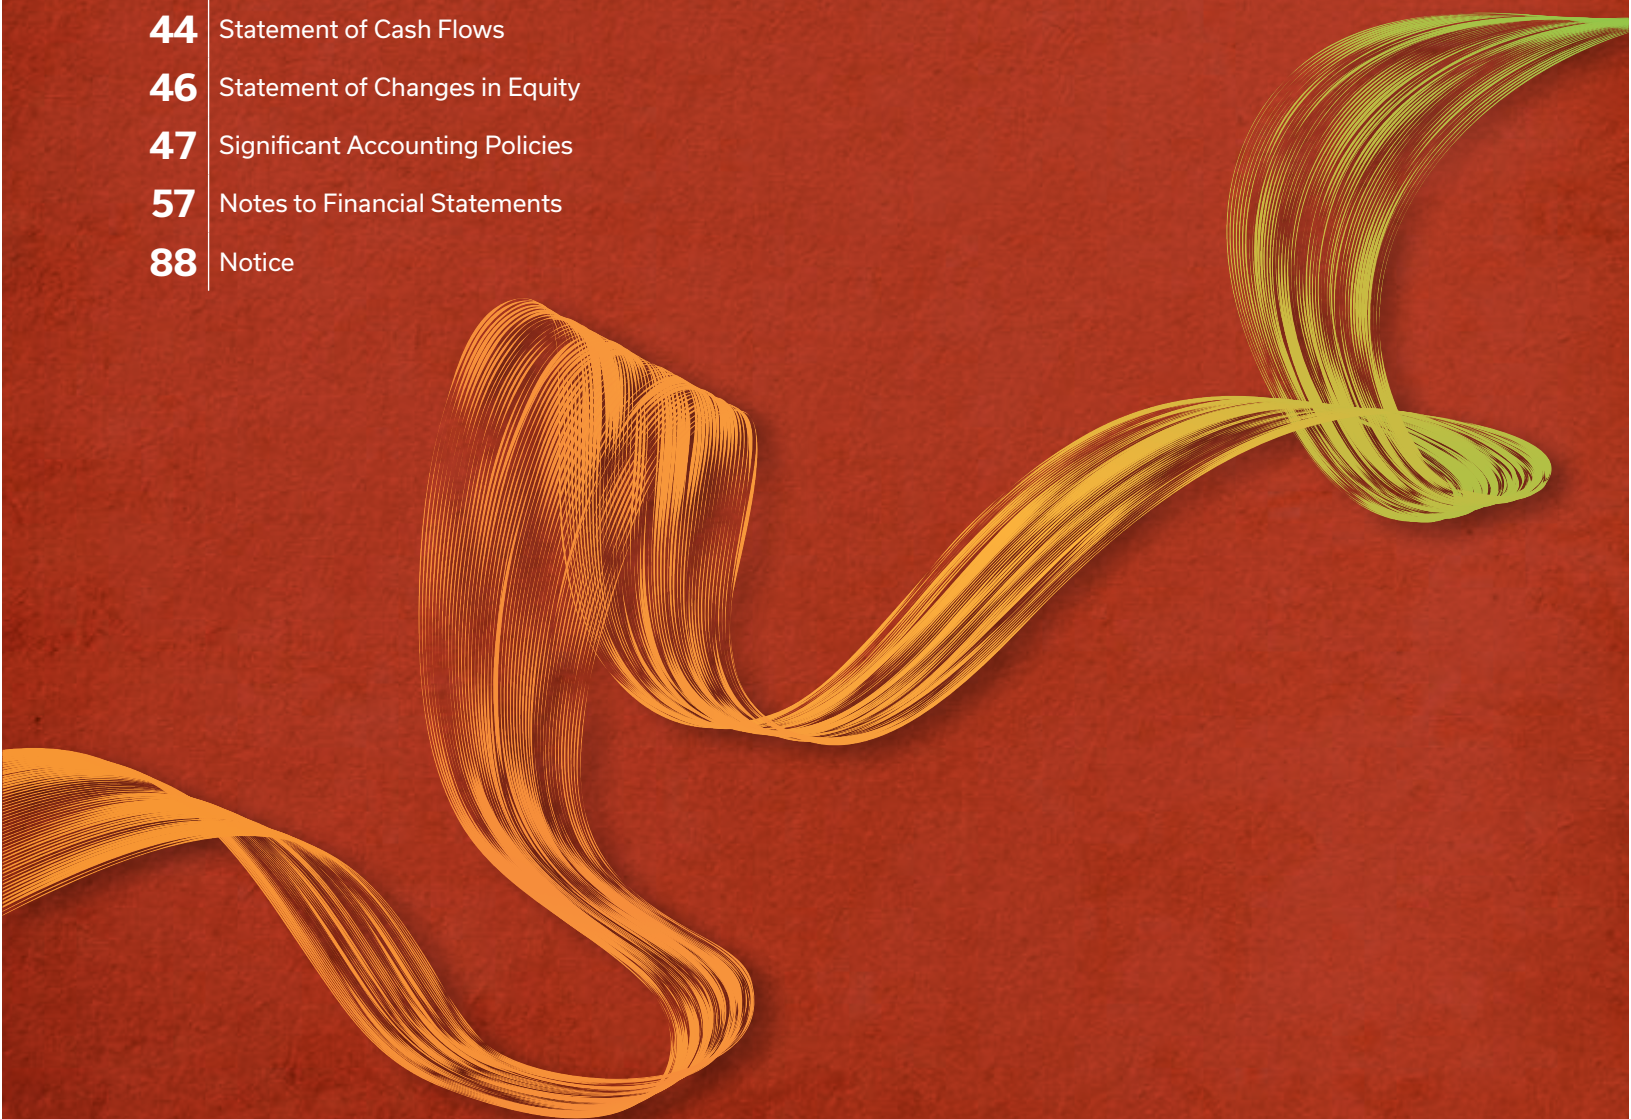 44 Statement of Cash Flows
46 Statement of Changes in Equity
47 Significant Accounting Policies
57 Notes to Financial Statements
88 Notice